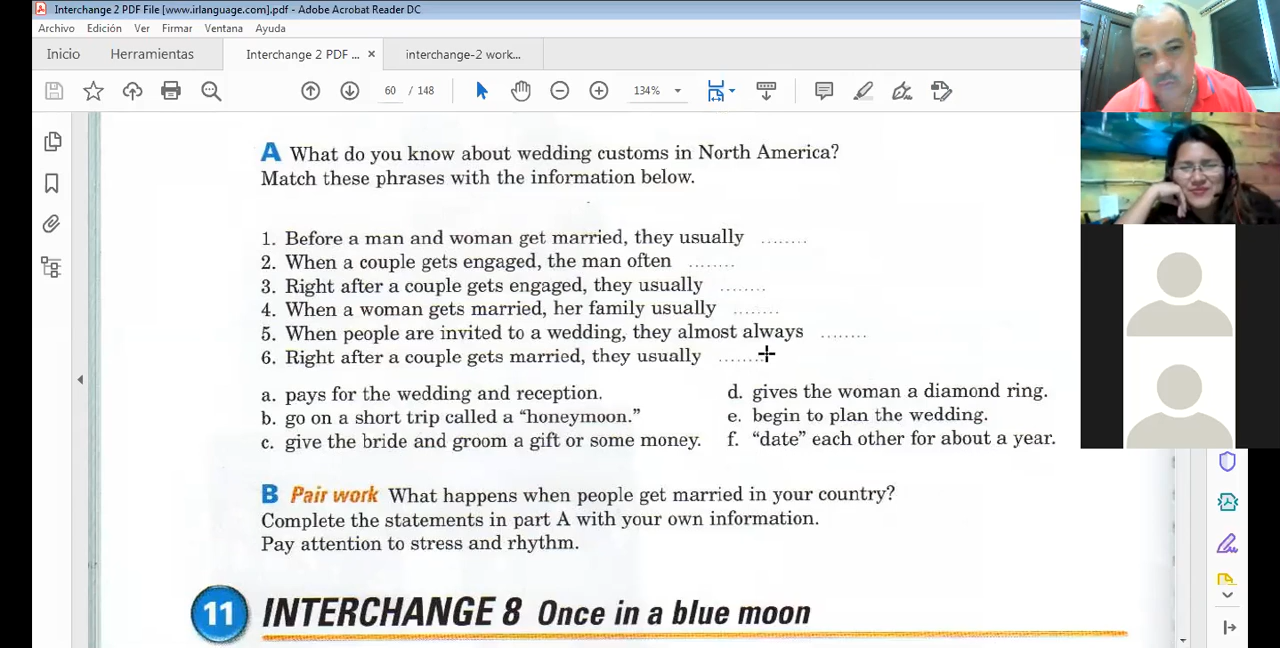 Interchange 2 PDF File [www.irlanguage.com].pdf - Adobe Acrobat Reader DC
Archivo Edición Ver Firmar Ventana Ayuda
Inicio Herramientas Interchange 2 PDF ... × interchange-2 work...
60 / 148 134%
A What do you know about wedding customs in North America?
Match these phrases with the information below.
1. Before a man and woman get married, they usually ........
2. When a couple gets engaged, the man often ........
3. Right after a couple gets engaged, they usually ........
4. When a woman gets married, her family usually ........
5. When people are invited to a wedding, they almost always ........
6. Right after a couple gets married, they usually ........
a. pays for the wedding and reception.
b. go on a short trip called a “honeymoon.”
c. give the bride and groom a gift or some money.
d. gives the woman a diamond ring.
e. begin to plan the wedding.
f. “date” each other for about a year.
B Pair work What happens when people get married in your country?
Complete the statements in part A with your own information.
Pay attention to stress and rhythm.
11 INTERCHANGE 8 Once in a blue moon